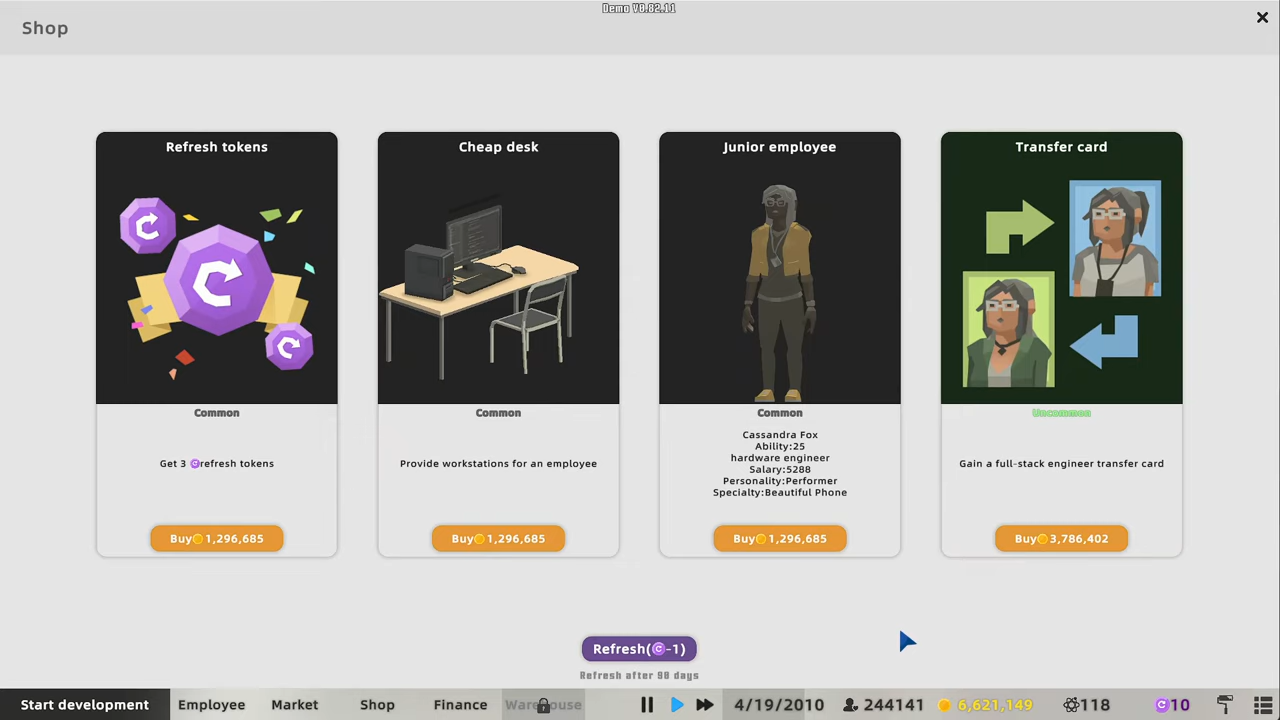 Demo V0.82.11
Shop
Refresh tokens
Common
Get 3 refresh tokens
Buy 1,296,685
Cheap desk
Common
Provide workstations for an employee
Buy 1,296,685
Junior employee
Common
Cassandra Fox
Ability:25
hardware engineer
Salary:5288
Personality:Performer
Specialty:Beautiful Phone
Buy 1,296,685
Transfer card
Uncommon
Gain a full-stack engineer transfer card
Buy 3,786,402
Refresh( -1)
Refresh after 90 days
Start development Employee Market Shop Finance Warehouse 4/19/2010 244141 6,621,149 118 10